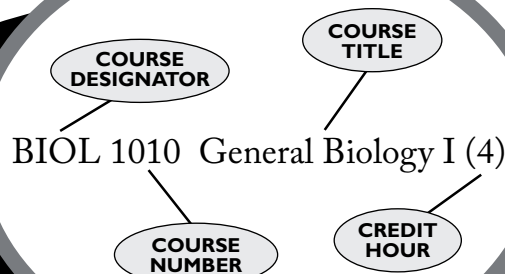 COURSE
DESIGNATOR
COURSE
TITLE
BIOL 1010 General Biology I (4)
COURSE
NUMBER
CREDIT
HOUR